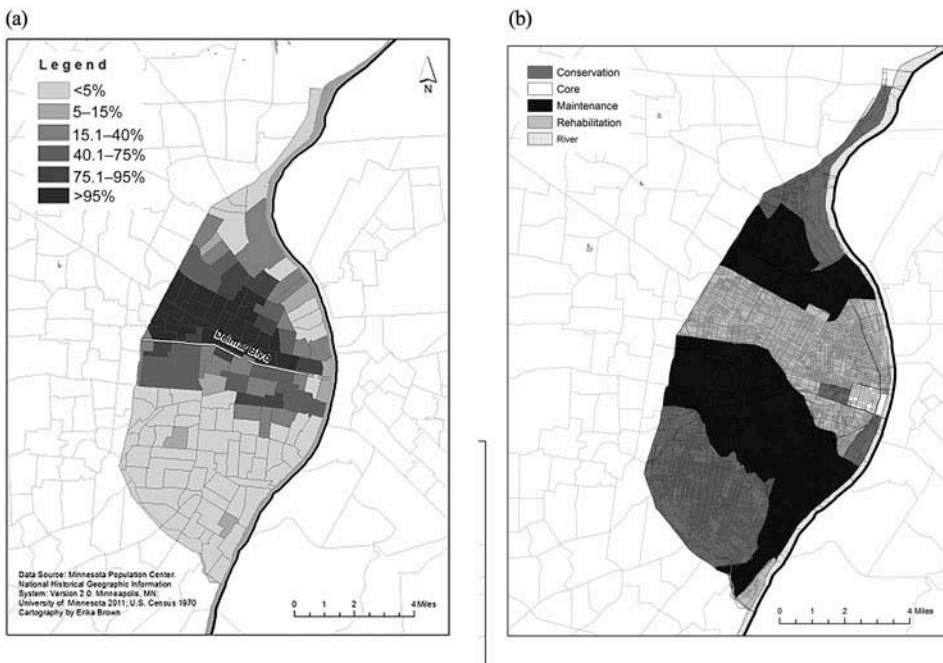 (a)
Legend
<5%
5–15%
15.1–40%
40.1–75%
75.1–95%
>95%
N
Delmar Blvd
Data Source: Minnesota Population Center.
National Historical Geographic Information
System: Version 2.0. Minneapolis, MN:
University of Minnesota 2011; U.S. Census 1970
Cartography by Erika Brown
0 1 2 4 Miles
(b)
Conservation
Core
Maintenance
Rehabilitation
River
N
0 1 2 4 Miles